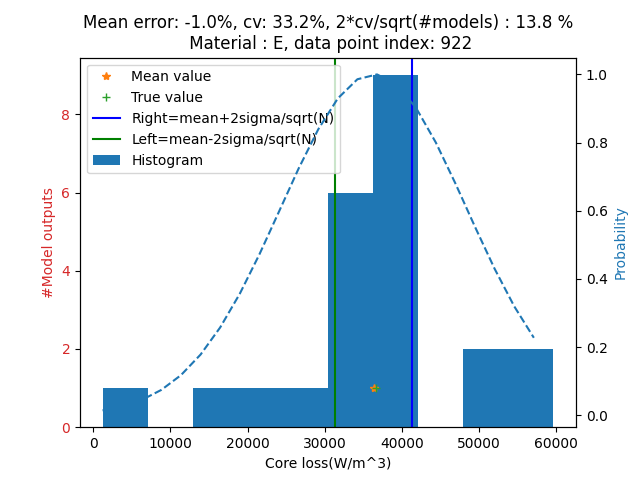 Mean error: -1.0%, cv: 33.2%, 2*cv/sqrt(#models) : 13.8 %
Material : E, data point index: 922
Mean value
True value
Right=mean+2sigma/sqrt(N)
Left=mean-2sigma/sqrt(N)
Histogram
#Model outputs
8
6
4
2
0
Probability
1.0
0.8
0.6
0.4
0.2
0.0
0 10000 20000 30000 40000 50000 60000
Core loss(W/m^3)